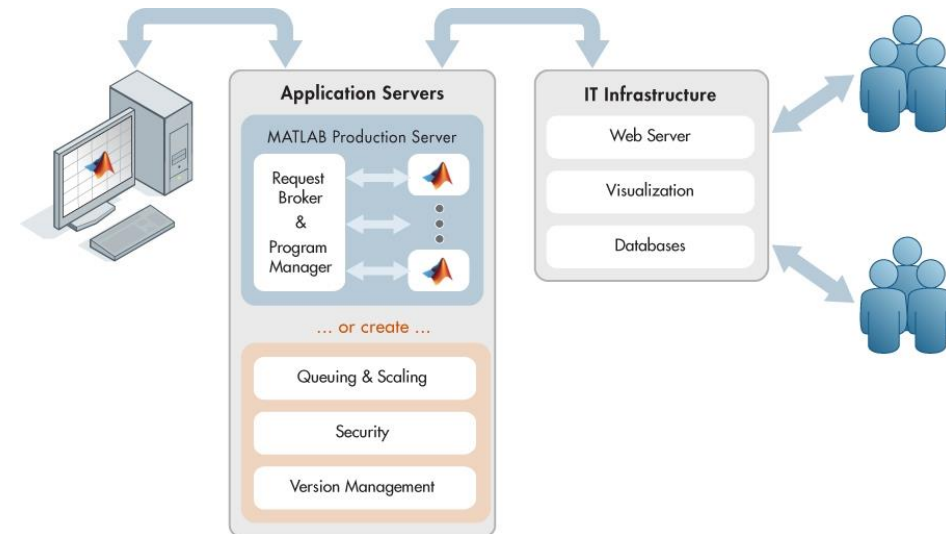 Application Servers
MATLAB Production Server
Request
Broker
&
Program
Manager
... or create ...
Queuing & Scaling
Security
Version Management
IT Infrastructure
Web Server
Visualization
Databases